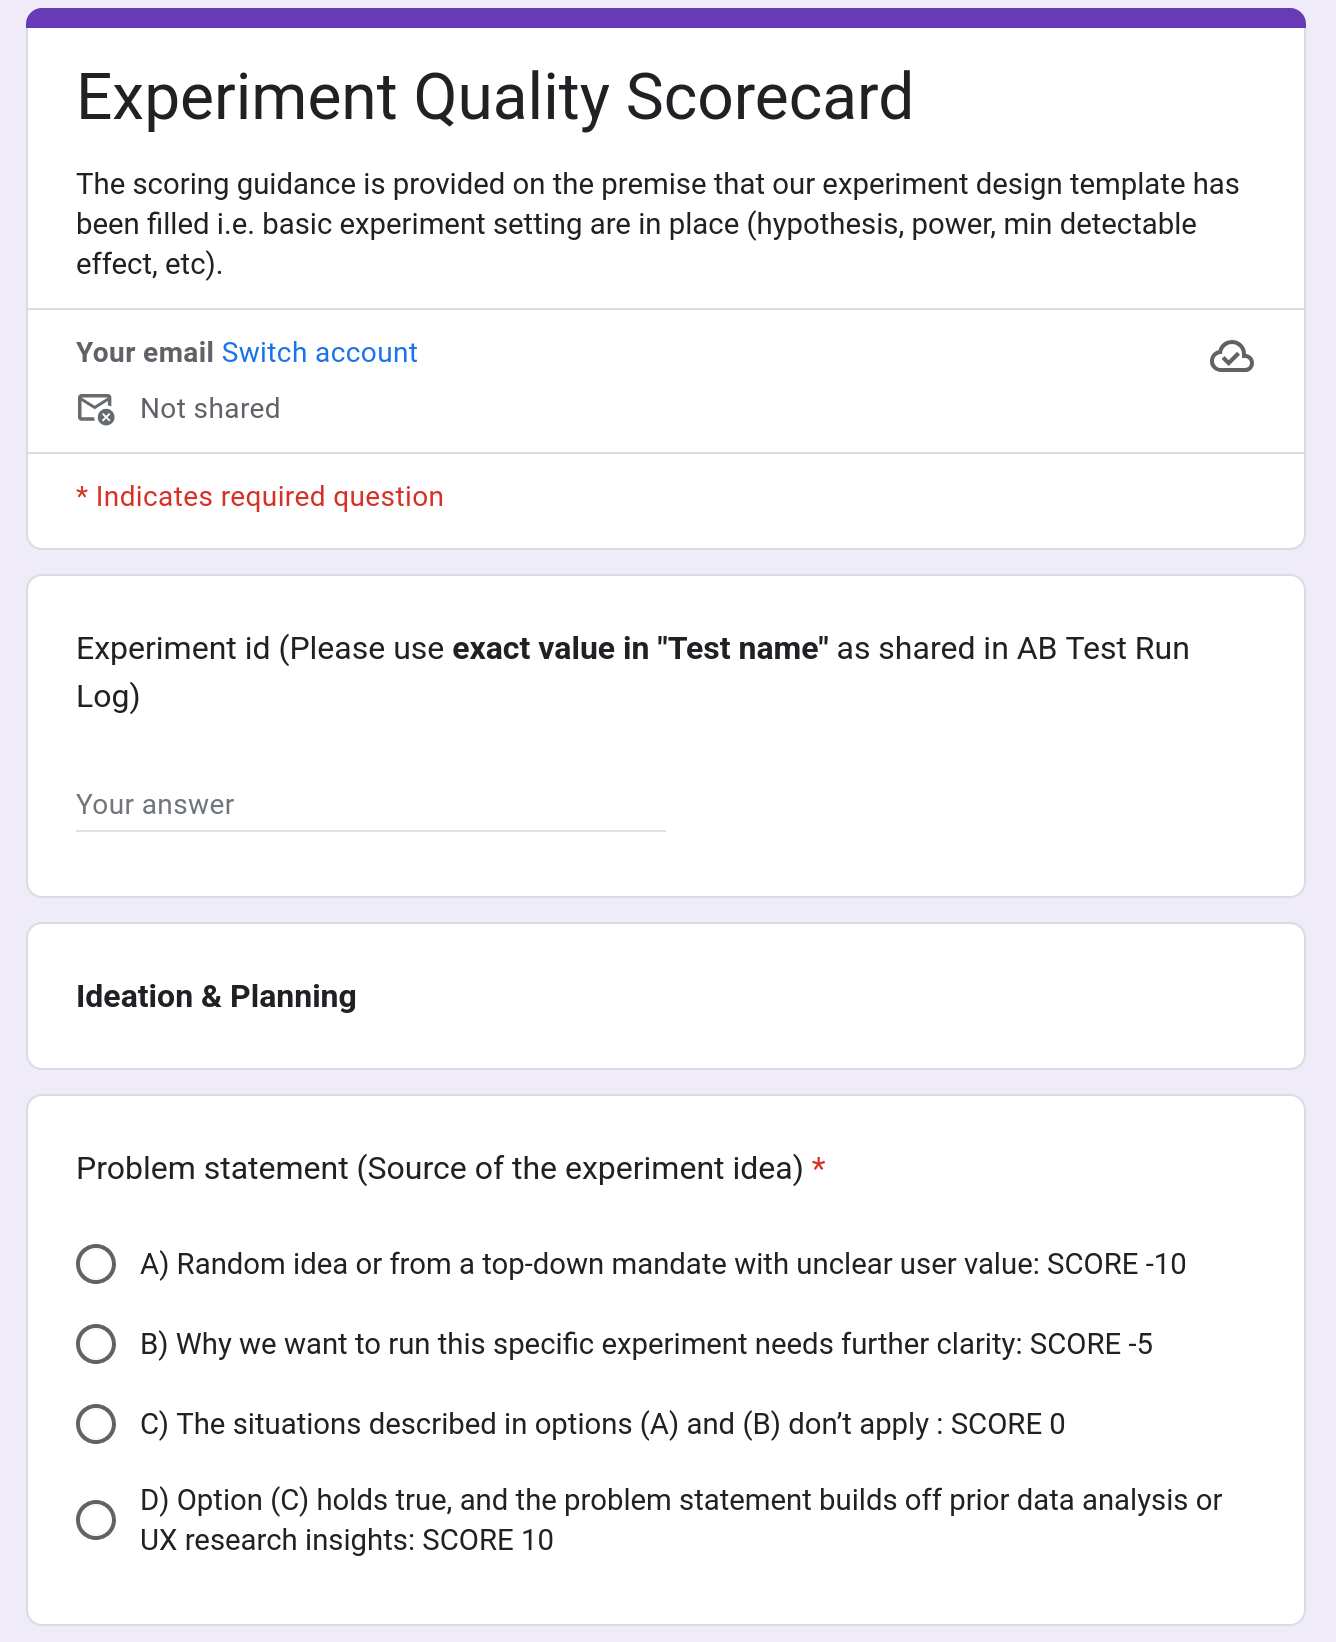 Experiment Quality Scorecard
The scoring guidance is provided on the premise that our experiment design template has
been filled i.e. basic experiment setting are in place (hypothesis, power, min detectable
effect, etc).
Your email Switch account
Not shared
* Indicates required question
Experiment id (Please use exact value in "Test name" as shared in AB Test Run
Log)
Your answer
Ideation & Planning
Problem statement (Source of the experiment idea) *
A) Random idea or from a top-down mandate with unclear user value: SCORE -10
B) Why we want to run this specific experiment needs further clarity: SCORE -5
C) The situations described in options (A) and (B) don’t apply : SCORE 0
D) Option (C) holds true, and the problem statement builds off prior data analysis or
UX research insights: SCORE 10